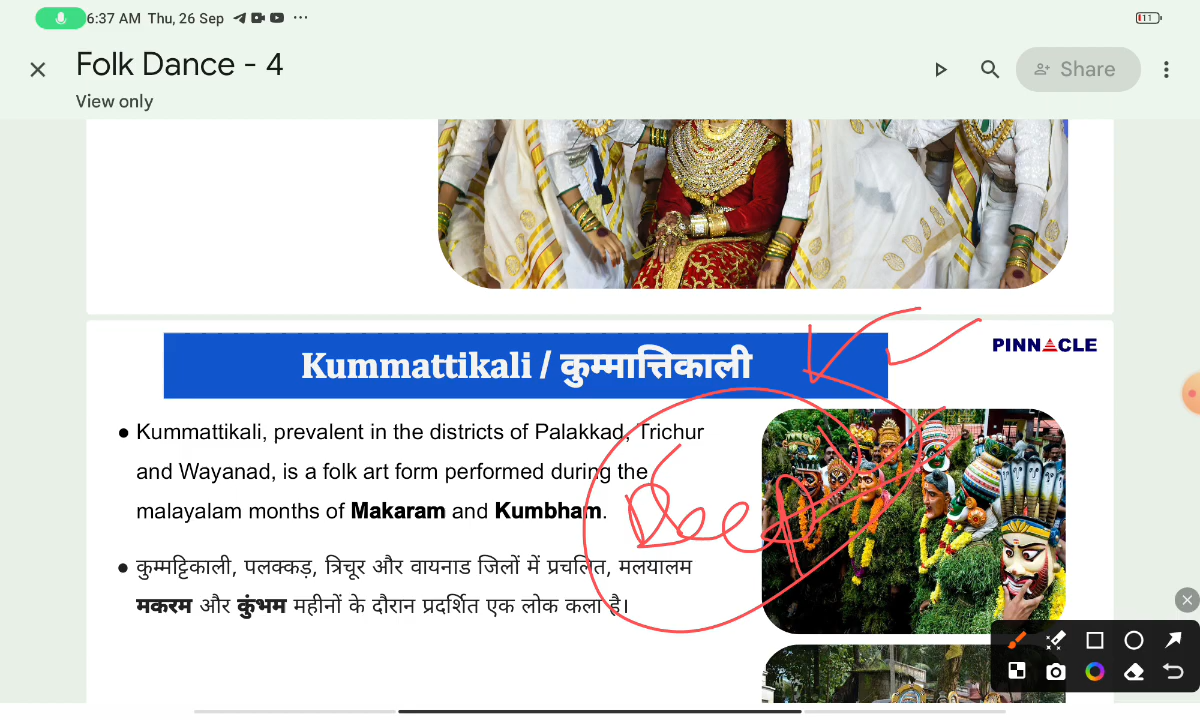 6:37 AM Thu, 26 Sep
11
Folk Dance - 4
Share
View only
Kummattikali / कुम्मात्तिकाली
PINNACLE
● Kummattikali, prevalent in the districts of Palakkad, Trichur
and Wayanad, is a folk art form performed during the
malayalam months of Makaram and Kumbham.
● कुम्मट्टिकाली, पलक्कड़, त्रिचूर और वायनाड जिलों में प्रचलित, मलयालम
मकरम और कुंभम महीनों के दौरान प्रदर्शित एक लोक कला है।